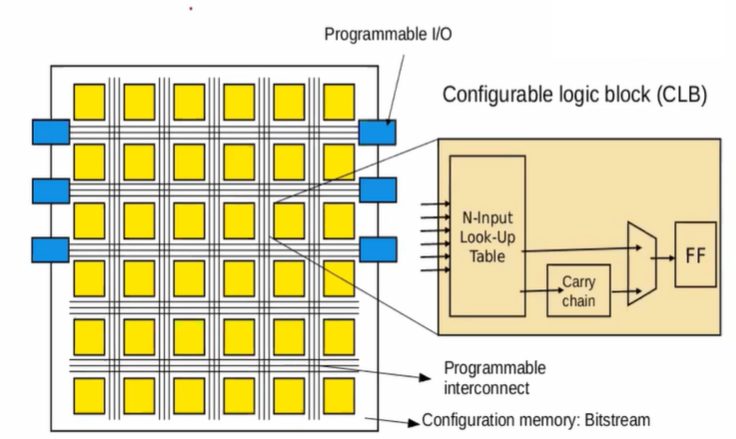 Programmable I/O
Configurable logic block (CLB)
N-Input
Look-Up
Table
Carry
chain
FF
Programmable
interconnect
Configuration memory: Bitstream